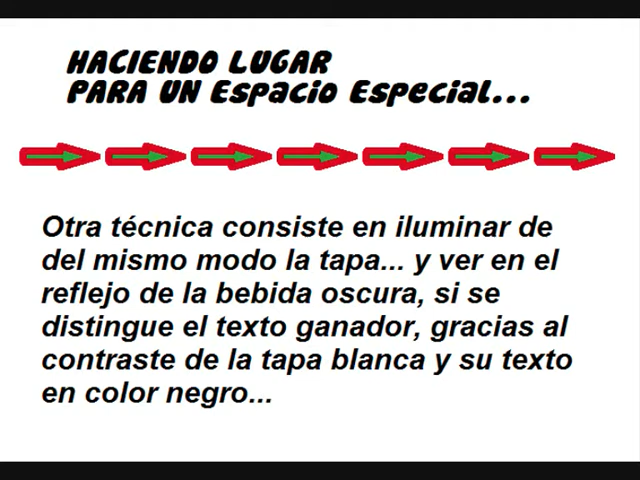 HACIENDO LUGAR
PARA UN Espacio Especial...
Otra técnica consiste en iluminar de
del mismo modo la tapa... y ver en el
reflejo de la bebida oscura, si se
distingue el texto ganador, gracias al
contraste de la tapa blanca y su texto
en color negro...